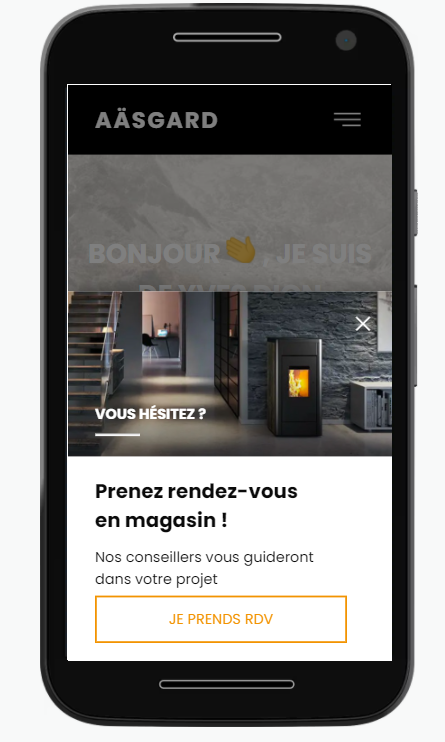 AÄSGARD
BONJOUR👋, JE SUIS
VOUS HÉSITEZ ?
Prenez rendez-vous
en magasin !
Nos conseillers vous guideront
dans votre projet
JE PRENDS RDV